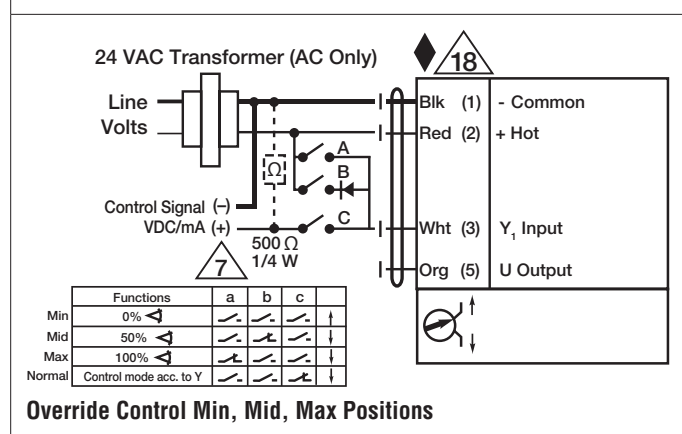 24 VAC Transformer (AC Only)
18
Line
Volts
Blk (1) - Common
Red (2) + Hot
A
Ω
B
Control Signal (–)
VDC/mA (+)
C
Wht (3) Y1 Input
500 Ω
1/4 W
7
Org (5) U Output
Functions a b c
Min 0%
Mid 50%
Max 100%
Normal Control mode acc. to Y
Override Control Min, Mid, Max Positions